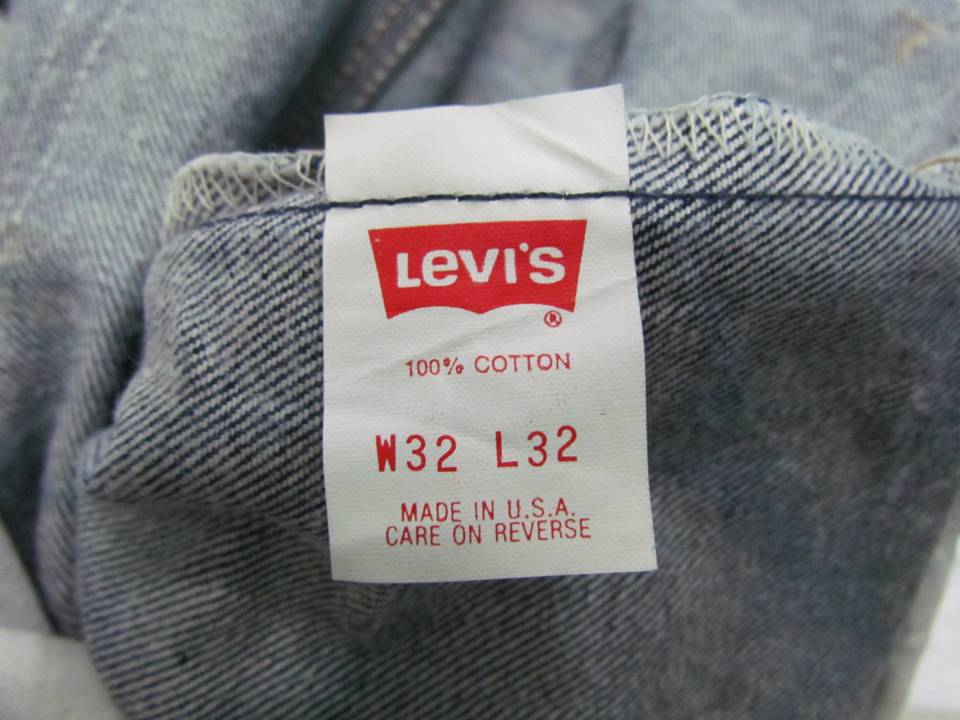 Levi's
®
100% COTTON
W32 L32
MADE IN U.S.A.
CARE ON REVERSE